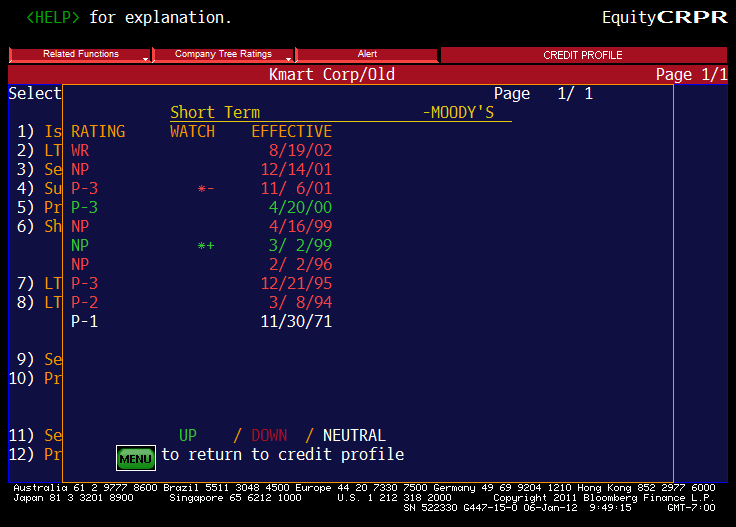 <HELP> for explanation. EquityCRPR
Related Functions Company Tree Ratings Alert CREDIT PROFILE
Kmart Corp/Old Page 1/1
Select Page 1/ 1
Short Term -MOODY'S
1) Is RATING WATCH EFFECTIVE
2) LT WR 8/19/02
3) Se NP 12/14/01
4) Su P-3 *- 11/ 6/01
5) Pr P-3 4/20/00
6) Sh NP 4/16/99
NP *+ 3/ 2/99
NP 2/ 2/96
7) LT P-3 12/21/95
8) LT P-2 3/ 8/94
P-1 11/30/71
9) Se
10) Pr
11) Se UP / DOWN / NEUTRAL
12) Pr MENU to return to credit profile
Australia 61 2 9777 8600 Brazil 5511 3048 4500 Europe 44 20 7330 7500 Germany 49 69 9204 1210 Hong Kong 852 2977 6000
Japan 81 3 3201 8900 Singapore 65 6212 1000 U.S. 1 212 318 2000 Copyright 2011 Bloomberg Finance L.P.
SN 522330 G447-15-0 06-Jan-12 9:49:15 GMT-7:00